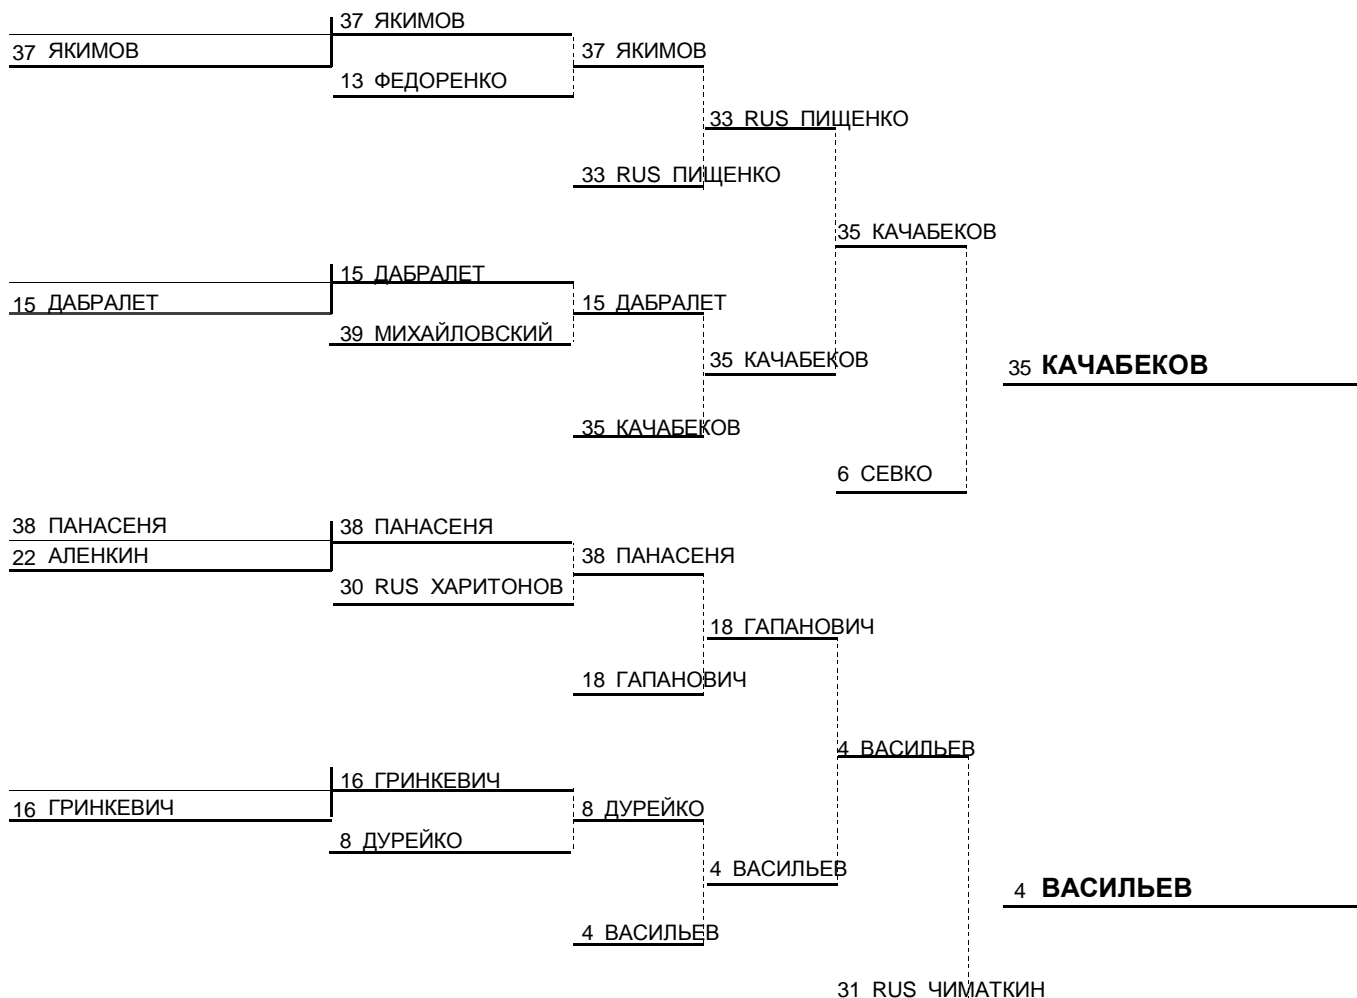 37 ЯКИМОВ
37 ЯКИМОВ
37 ЯКИМОВ
13 ФЕДОРЕНКО
33 RUS ПИЩЕНКО
33 RUS ПИЩЕНКО
35 КАЧАБЕКОВ
15 ДАБРАЛЕТ
15 ДАБРАЛЕТ
15 ДАБРАЛЕТ
39 МИХАЙЛОВСКИЙ
35 КАЧАБЕКОВ
35 КАЧАБЕКОВ
35 КАЧАБЕКОВ
6 СЕВКО
38 ПАНАСЕНЯ
38 ПАНАСЕНЯ
22 АЛЕНКИН
38 ПАНАСЕНЯ
30 RUS ХАРИТОНОВ
18 ГАПАНОВИЧ
18 ГАПАНОВИЧ
4 ВАСИЛЬЕВ
16 ГРИНКЕВИЧ
16 ГРИНКЕВИЧ
8 ДУРЕЙКО
8 ДУРЕЙКО
4 ВАСИЛЬЕВ
4 ВАСИЛЬЕВ
4 ВАСИЛЬЕВ
31 RUS ЧИМАТКИН